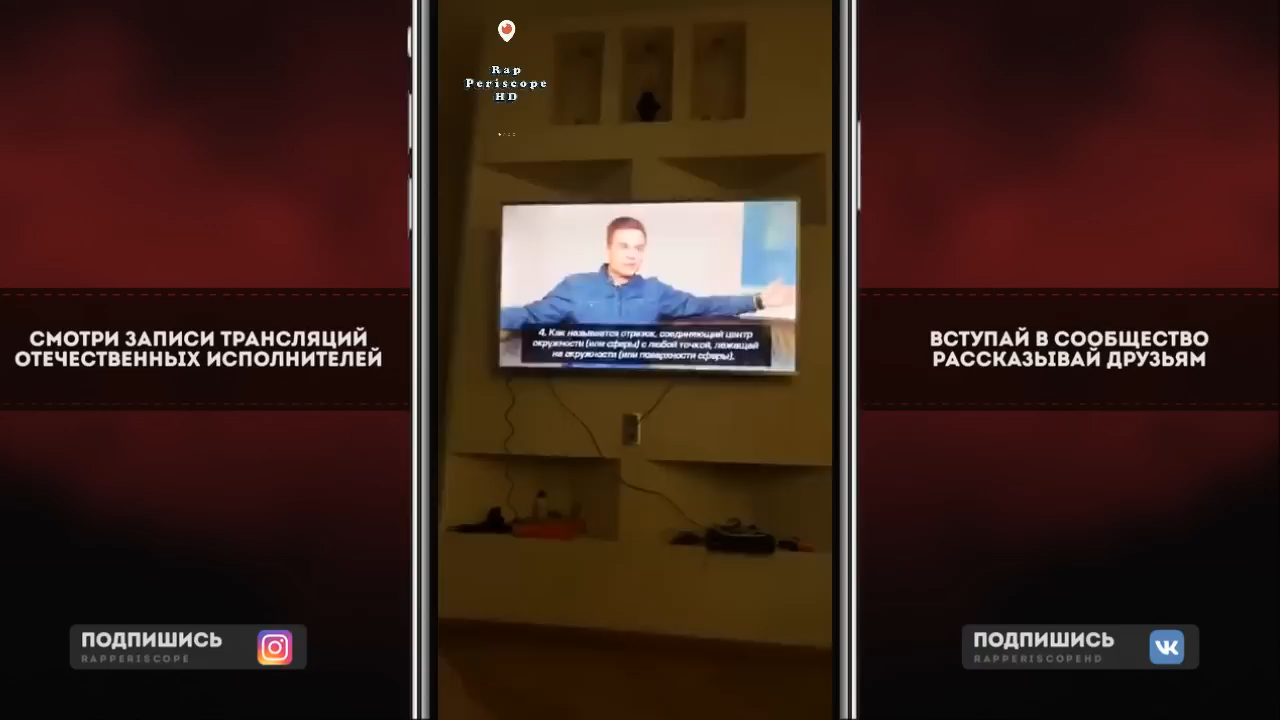 Rap
Periscope
HD
СМОТРИ ЗАПИСИ ТРАНСЛЯЦИЙ
ОТЕЧЕСТВЕННЫХ ИСПОЛНИТЕЛЕЙ
4. Как называется отрезок, соединяющий центр
окружности (или сферы) с любой точкой, лежащей
на окружности (или поверхности сферы).
ВСТУПАЙ В СООБЩЕСТВО
РАССКАЗЫВАЙ ДРУЗЬЯМ
ПОДПИШИСЬ
RAPPERISCOPE
ПОДПИШИСЬ
RAPPERISCOPEHD